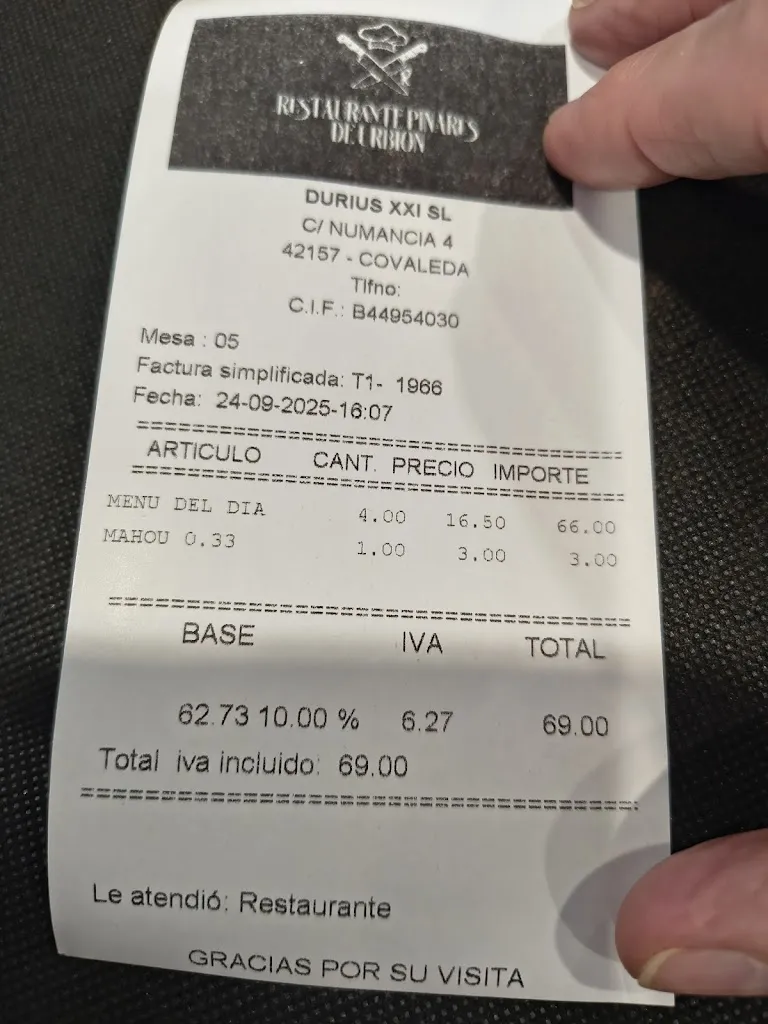 RESTAURANTE PINARES
DE URBION
DURIUS XXI SL
C/ NUMANCIA 4
42157 - COVALEDA
Tlfno:
C.I.F.: B44954030
Mesa : 05
Factura simplificada: T1- 1966
Fecha: 24-09-2025-16:07
ARTICULO CANT. PRECIO IMPORTE
MENU DEL DIA 4.00 16.50 66.00
MAHOU 0.33 1.00 3.00 3.00
BASE IVA TOTAL
62.73 10.00 % 6.27 69.00
Total iva incluido: 69.00
Le atendió: Restaurante
GRACIAS POR SU VISITA